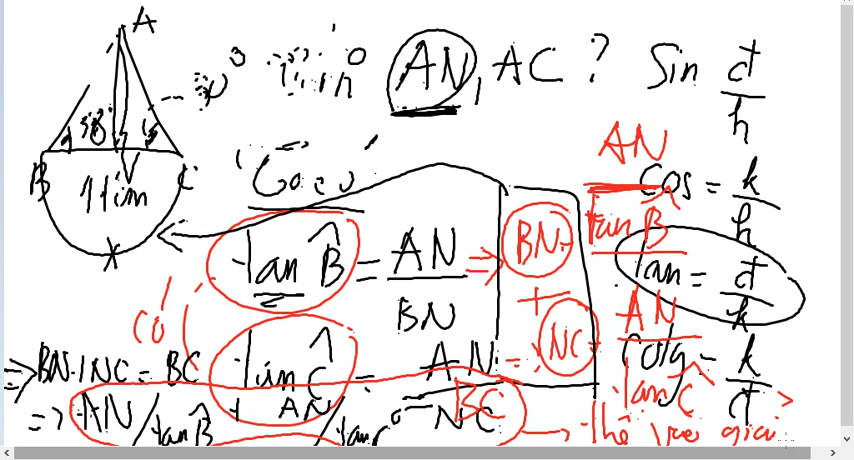 A
AN, AC ? Sin đ/h
B 11cm C
AN
Cos = k/h
tan B̂ = AN/BN => BN = AN/tan B̂
tan = đ/k
+
Có
tan Ĉ = AN/NC => NC = AN/tan Ĉ
Cotg = k/đ
=> BN + NC = BC
=> AN/tan B̂ + AN/tan C = BC -> thế vào giải